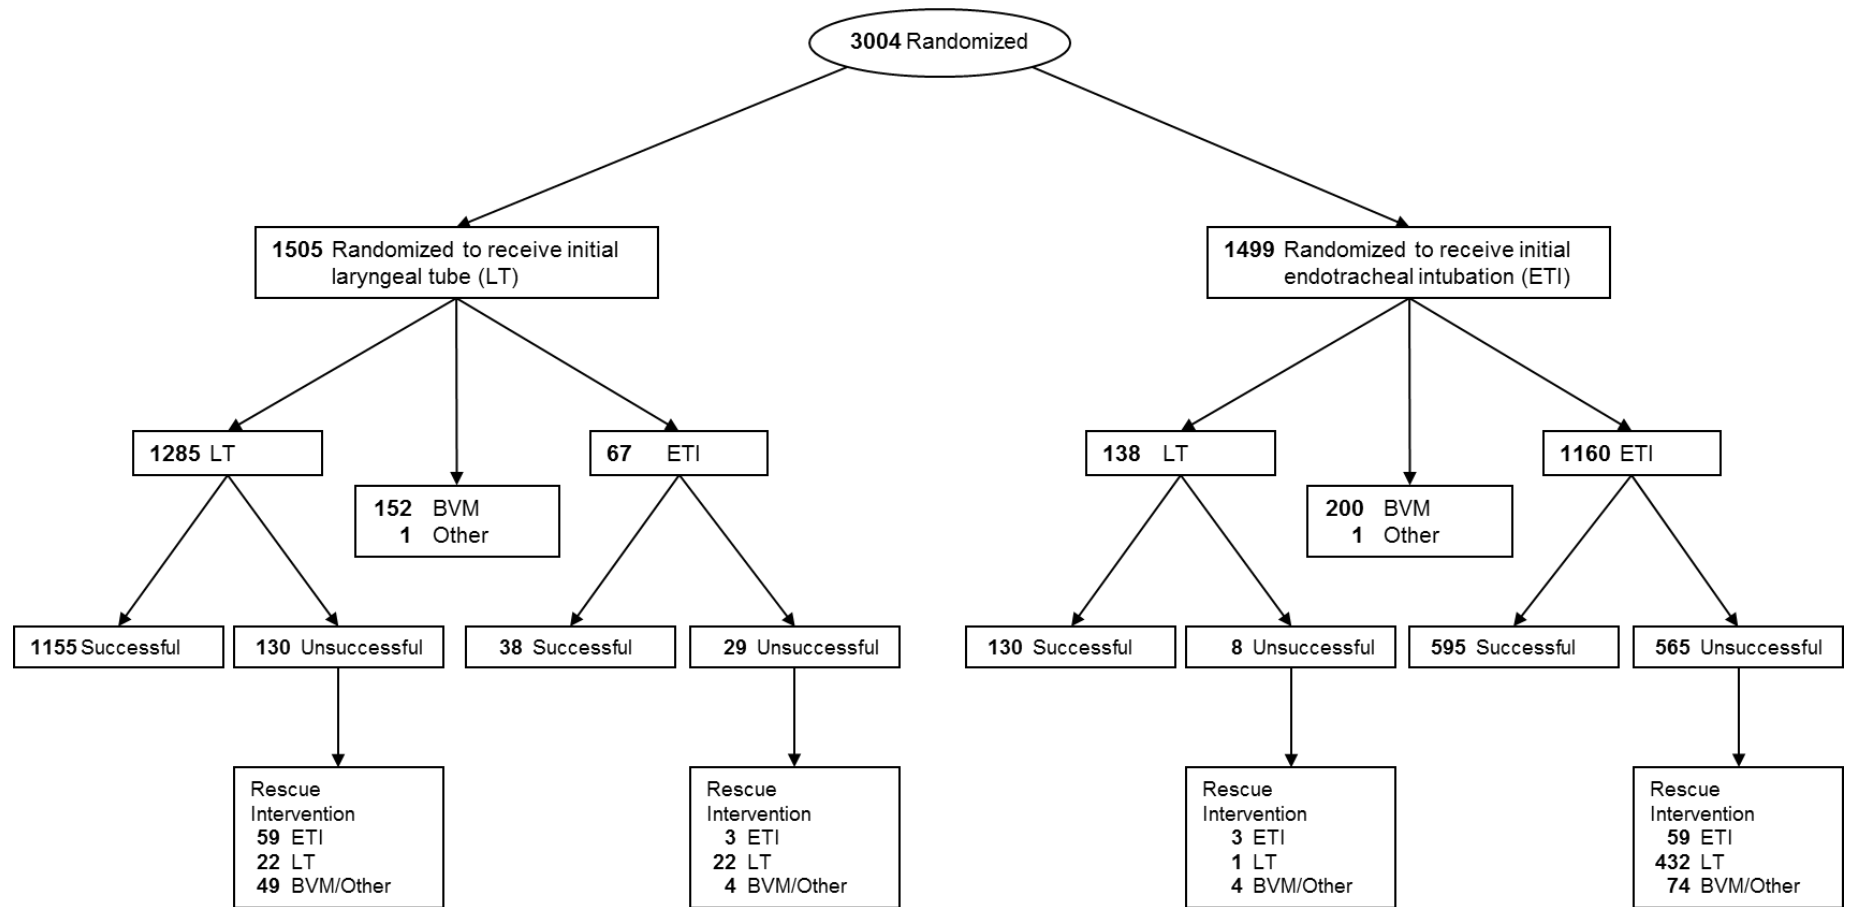 3004 Randomized
1505 Randomized to receive initial
laryngeal tube (LT)
1499 Randomized to receive initial
endotracheal intubation (ETI)
1285 LT
67 ETI
138 LT
1160 ETI
152 BVM
1 Other
200 BVM
1 Other
1155 Successful
130 Unsuccessful
38 Successful
29 Unsuccessful
130 Successful
8 Unsuccessful
595 Successful
565 Unsuccessful
Rescue
Intervention
59 ETI
22 LT
49 BVM/Other
Rescue
Intervention
3 ETI
22 LT
4 BVM/Other
Rescue
Intervention
3 ETI
1 LT
4 BVM/Other
Rescue
Intervention
59 ETI
432 LT
74 BVM/Other